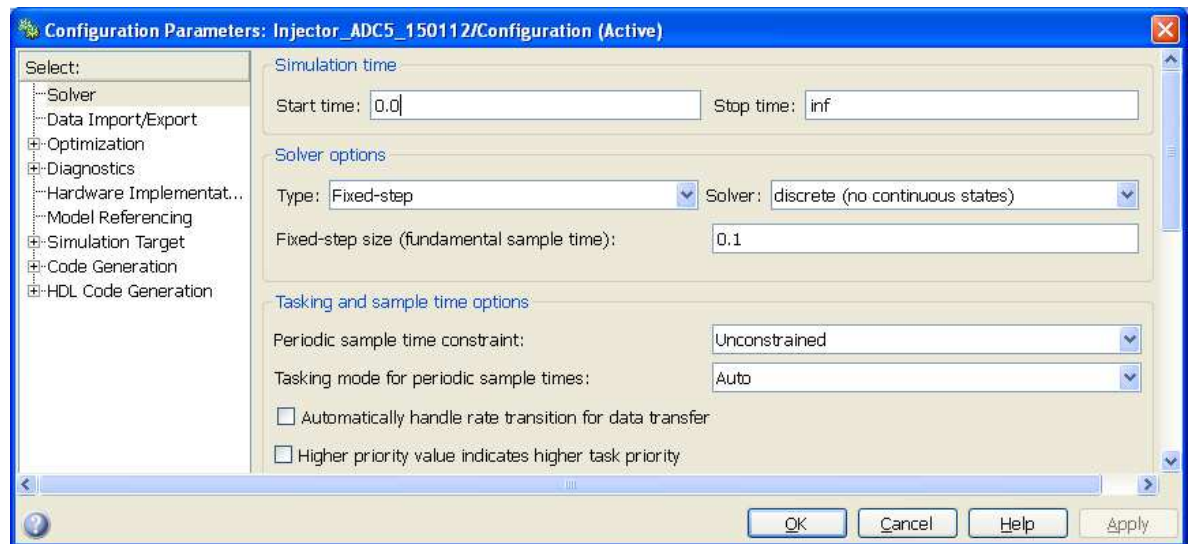 Configuration Parameters: Injector_ADC5_150112/Configuration (Active)
Select:
Solver
Data Import/Export
Optimization
Diagnostics
Hardware Implementat...
Model Referencing
Simulation Target
Code Generation
HDL Code Generation
Simulation time
Start time: 0.0 Stop time: inf
Solver options
Type: Fixed-step Solver: discrete (no continuous states)
Fixed-step size (fundamental sample time): 0.1
Tasking and sample time options
Periodic sample time constraint: Unconstrained
Tasking mode for periodic sample times: Auto
Automatically handle rate transition for data transfer
Higher priority value indicates higher task priority
OK Cancel Help Apply